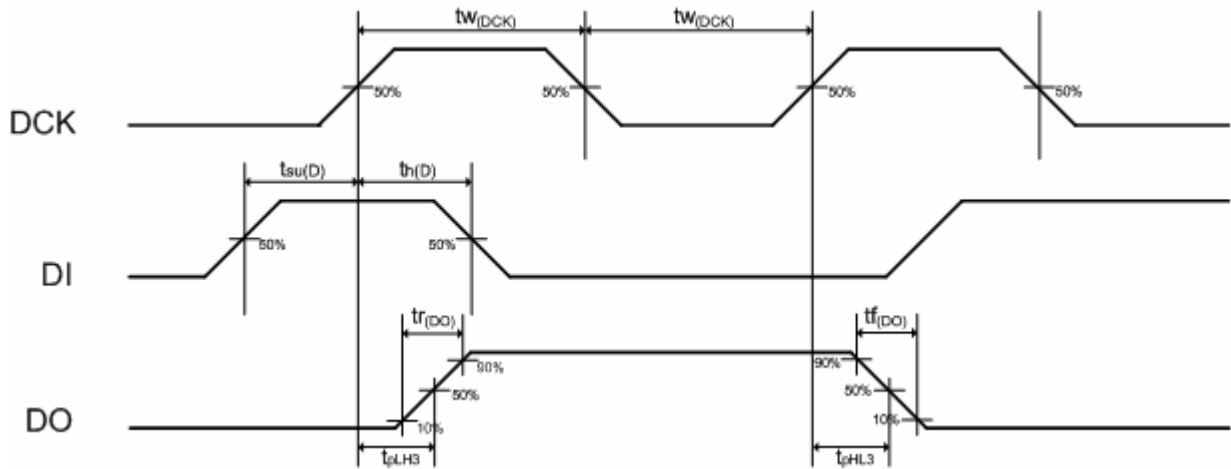 tw(DCK) tw(DCK)
50% 50% 50% 50%
DCK
tsu(D) th(D)
50% 50%
DI
tr(DO) tf(DO)
90% 90%
50% 50%
DO
10% 10%
tpLH3 tpHL3